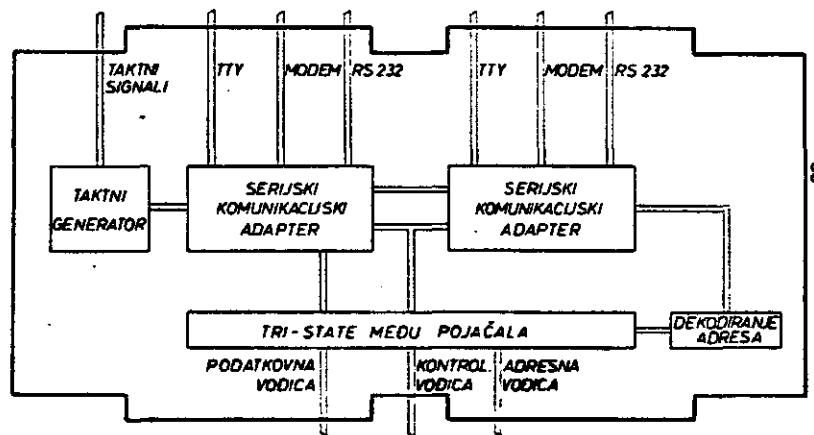 TAKTNI
SIGNALI
TTY
MODEM
RS 232
TTY
MODEM
RS 232
TAKTNI
GENERATOR
SERIJSKI
KOMUNIKACIJSKI
ADAPTER
SERIJSKI
KOMUNIKACIJSKI
ADAPTER
TRI-STATE MEDU POJAČALA
DEKODIRANJE
ADRESA
PODATKOVNA
VODICA
KONTROL.
VODICA
ADRESNA
VODICA